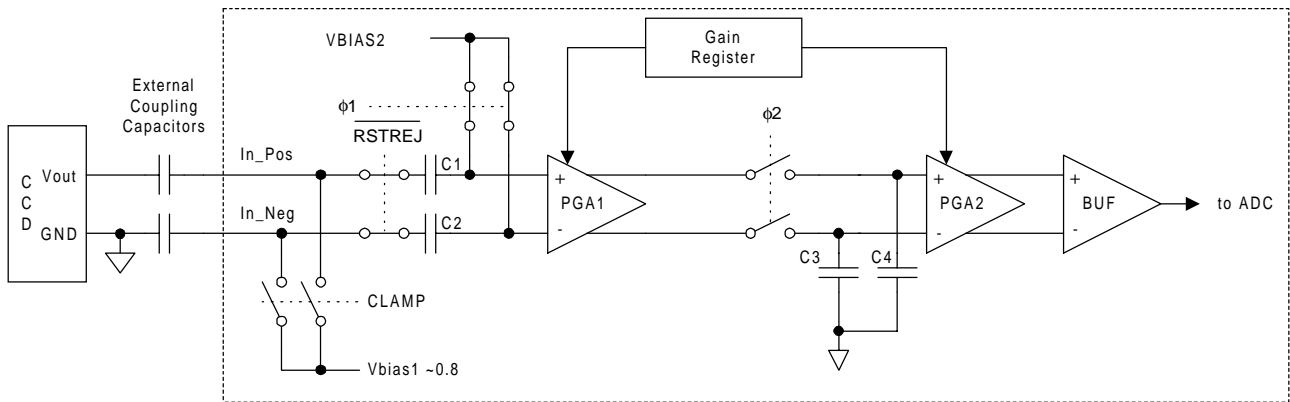 VBIAS2
Gain
Register
External
Coupling
Capacitors
ϕ1
RSTREJ
ϕ2
CCD
Vout
GND
In_Pos
In_Neg
C1
C2
+
-
PGA1
+
-
PGA2
+
-
BUF
to ADC
C3
C4
CLAMP
Vbias1 ~0.8